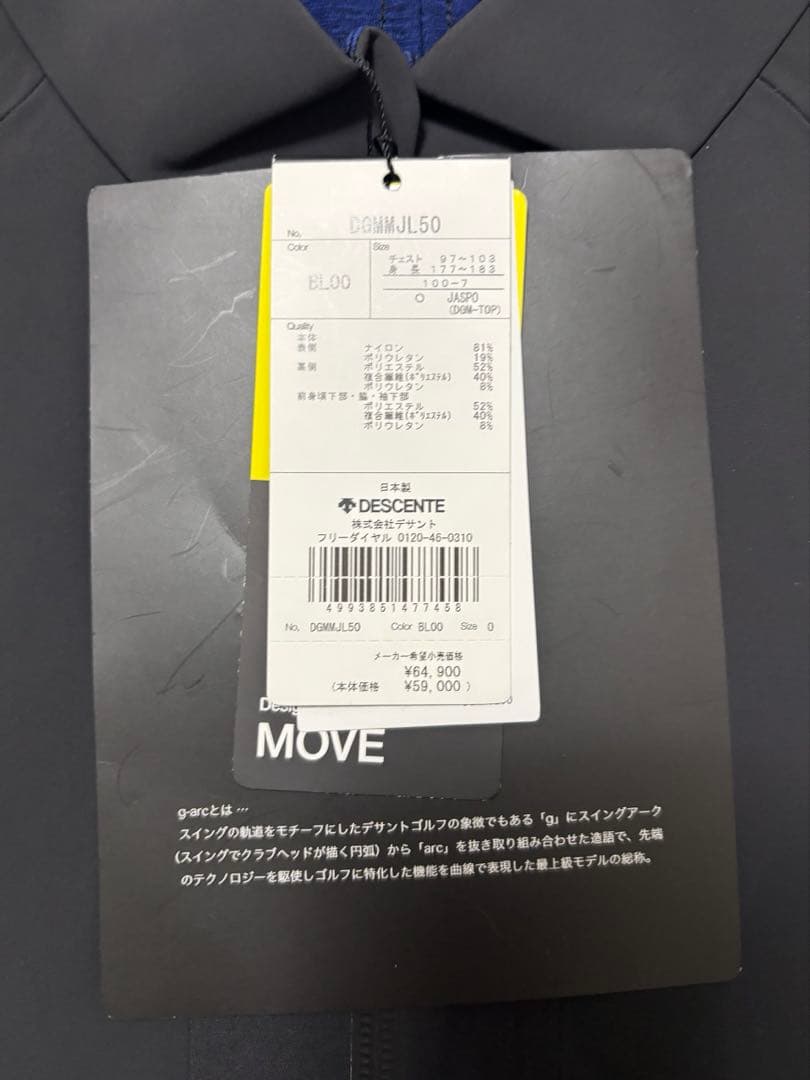 No. DGMMJL50
Color
BL00
Size
チェスト 97~103
身 長 177~183
100-7
O JASPO
(DGM-TOP)
Quality
本体
表側 ナイロン 81%
ポリウレタン 19%
裏側 ポリエステル 52%
複合繊維(ポリエステル) 40%
ポリウレタン 8%
前身頃下部・脇・袖下部
ポリエステル 52%
複合繊維(ポリエステル) 40%
ポリウレタン 8%
日本製
DESCENTE
株式会社デサント
フリーダイヤル 0120-46-0310
4993851477458
No. DGMMJL50 Color BL00 Size O
メーカー希望小売価格
¥64,900
(本体価格 ¥59,000)
MOVE
g-arcとは…
スイングの軌道をモチーフにしたデサントゴルフの象徴でもある「g」にスイングアーク
(スイングでクラブヘッドが描く円弧)から「arc」を抜き取り組み合わせた造語で、先端
のテクノロジーを駆使しゴルフに特化した機能を曲線で表現した最上級モデルの総称。